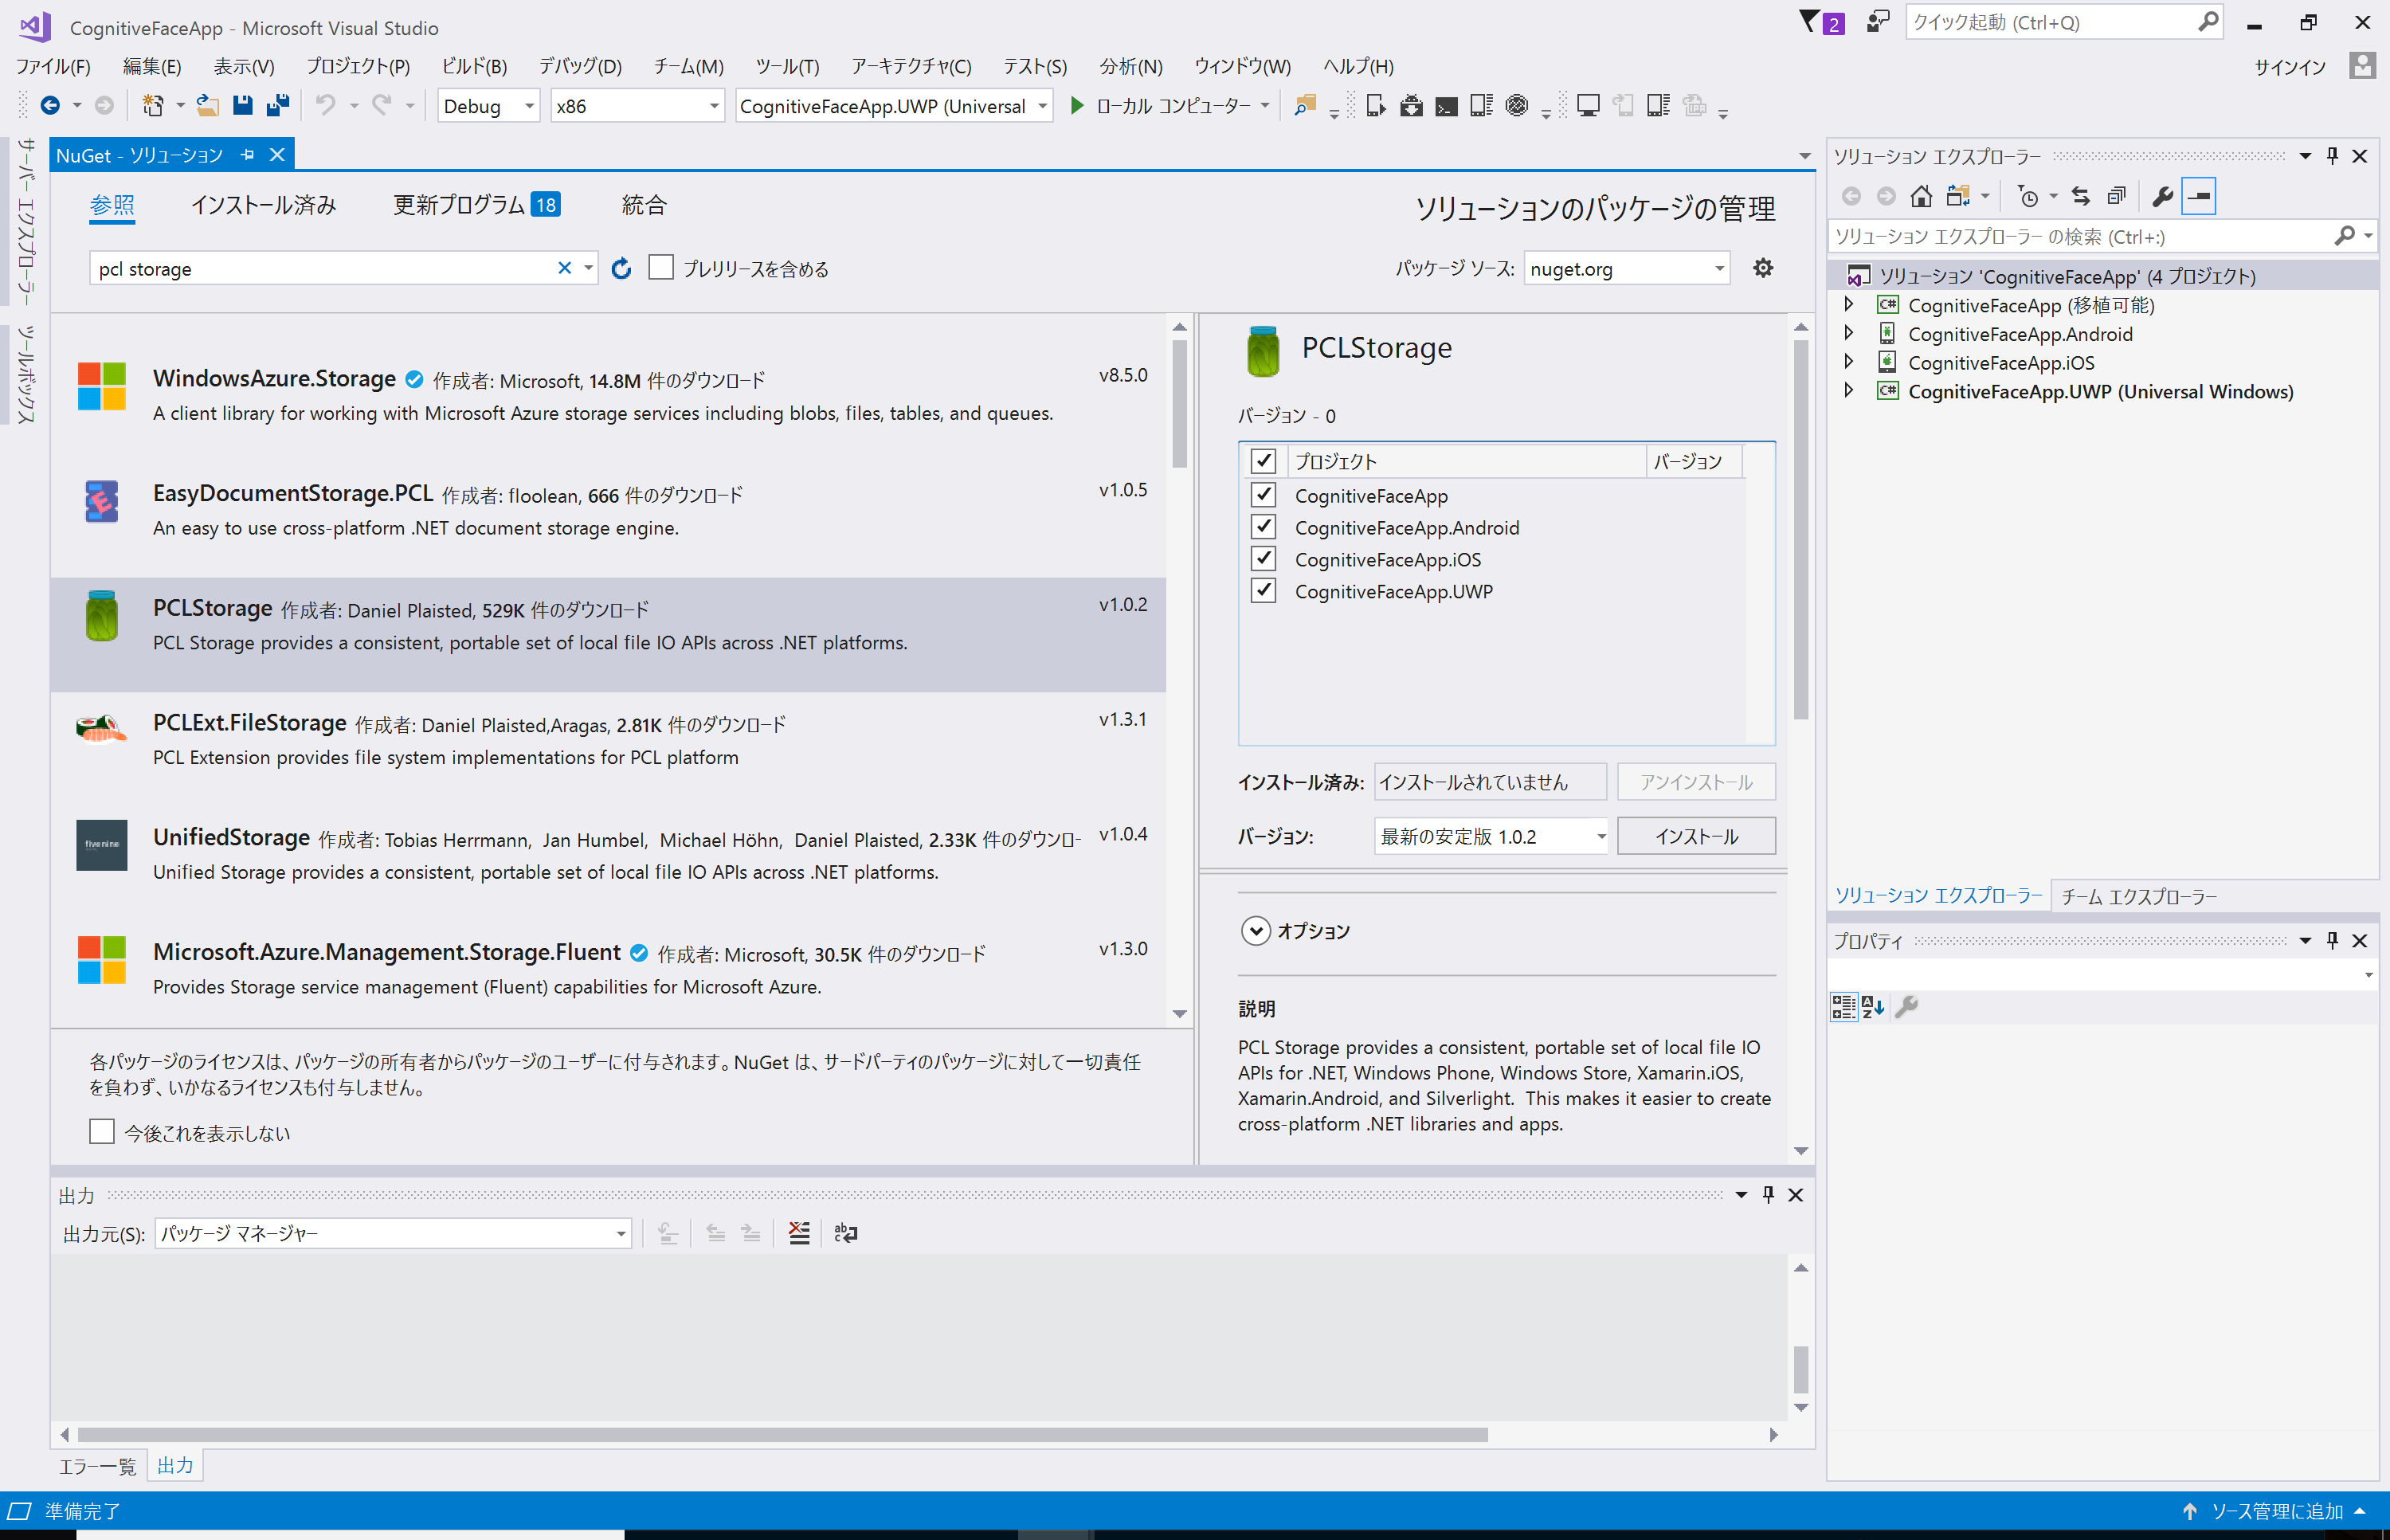 CognitiveFaceApp - Microsoft Visual Studio
2
クイック起動 (Ctrl+Q)
ファイル(F) 編集(E) 表示(V) プロジェクト(P) ビルド(B) デバッグ(D) チーム(M) ツール(T) アーキテクチャ(C) テスト(S) 分析(N) ウィンドウ(W) ヘルプ(H) サインイン
Debug x86 CognitiveFaceApp.UWP (Universal ローカル コンピューター
サーバー エクスプローラー
ツールボックス
NuGet - ソリューション
参照 インストール済み 更新プログラム 18 統合
ソリューションのパッケージの管理
pcl storage プレリリースを含める
パッケージ ソース: nuget.org
WindowsAzure.Storage 作成者: Microsoft, 14.8M 件のダウンロード v8.5.0
A client library for working with Microsoft Azure storage services including blobs, files, tables, and queues.
EasyDocumentStorage.PCL 作成者: floolean, 666 件のダウンロード v1.0.5
An easy to use cross-platform .NET document storage engine.
PCLStorage 作成者: Daniel Plaisted, 529K 件のダウンロード v1.0.2
PCL Storage provides a consistent, portable set of local file IO APIs across .NET platforms.
PCLExt.FileStorage 作成者: Daniel Plaisted,Aragas, 2.81K 件のダウンロード v1.3.1
PCL Extension provides file system implementations for PCL platform
five nine
UnifiedStorage 作成者: Tobias Herrmann, Jan Humbel, Michael Höhn, Daniel Plaisted, 2.33K 件のダウンロー v1.0.4
Unified Storage provides a consistent, portable set of local file IO APIs across .NET platforms.
Microsoft.Azure.Management.Storage.Fluent 作成者: Microsoft, 30.5K 件のダウンロード v1.3.0
Provides Storage service management (Fluent) capabilities for Microsoft Azure.
各パッケージのライセンスは、パッケージの所有者からパッケージのユーザーに付与されます。NuGet は、サードパーティのパッケージに対して一切責任
を負わず、いかなるライセンスも付与しません。
今後これを表示しない
PCLStorage
バージョン - 0
プロジェクト バージョン
CognitiveFaceApp
CognitiveFaceApp.Android
CognitiveFaceApp.iOS
CognitiveFaceApp.UWP
インストール済み: インストールされていません アンインストール
バージョン: 最新の安定版 1.0.2 インストール
オプション
説明
PCL Storage provides a consistent, portable set of local file IO
APIs for .NET, Windows Phone, Windows Store, Xamarin.iOS,
Xamarin.Android, and Silverlight. This makes it easier to create
cross-platform .NET libraries and apps.
出力
出力元(S): パッケージ マネージャー
エラー一覧 出力
ソリューション エクスプローラー
ソリューション エクスプローラー の検索 (Ctrl+:)
ソリューション 'CognitiveFaceApp' (4 プロジェクト)
CognitiveFaceApp (移植可能)
CognitiveFaceApp.Android
CognitiveFaceApp.iOS
CognitiveFaceApp.UWP (Universal Windows)
ソリューション エクスプローラー チーム エクスプローラー
プロパティ
準備完了
ソース管理に追加